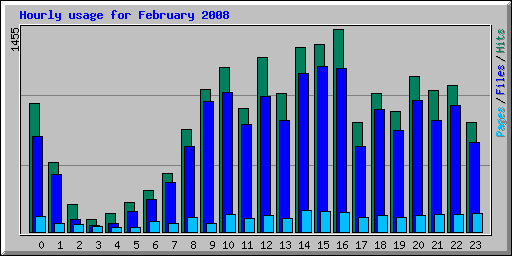 Hourly usage for February 2008
1455
Pages / Files / Hits
0 1 2 3 4 5 6 7 8 9 10 11 12 13 14 15 16 17 18 19 20 21 22 23